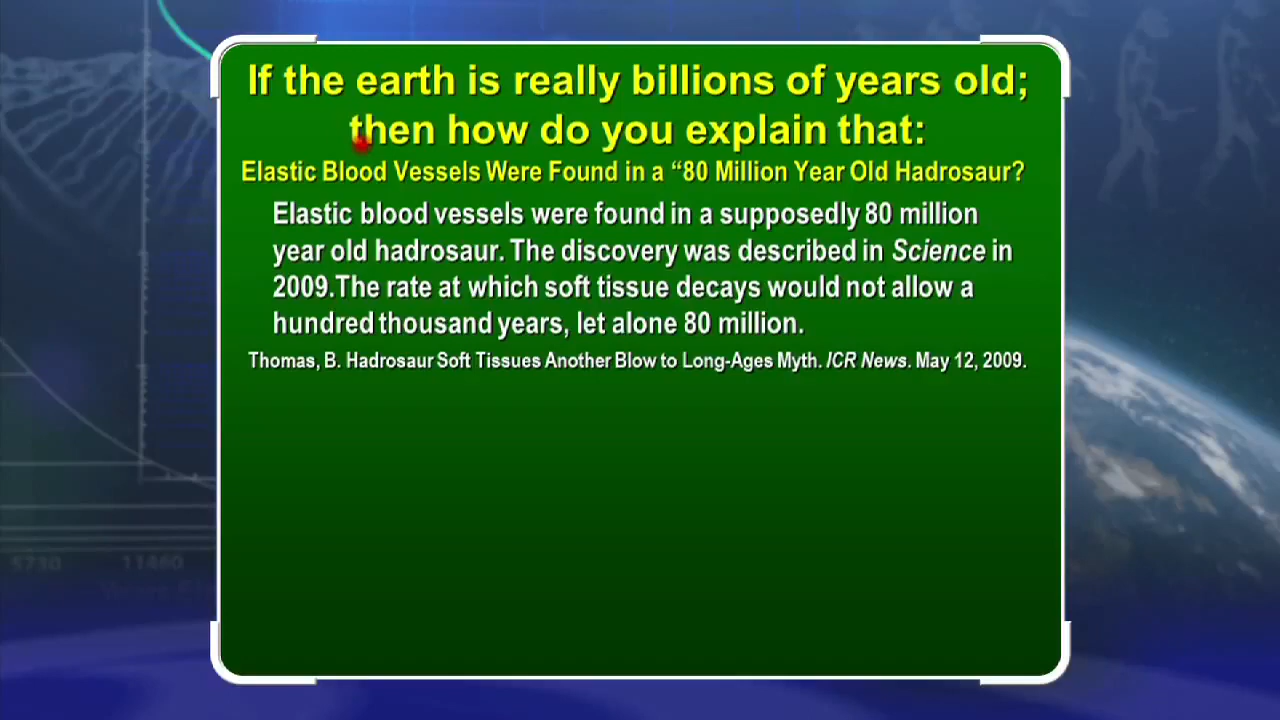 If the earth is really billions of years old;
then how do you explain that:
Elastic Blood Vessels Were Found in a “80 Million Year Old Hadrosaur?
Elastic blood vessels were found in a supposedly 80 million
year old hadrosaur. The discovery was described in Science in
2009.The rate at which soft tissue decays would not allow a
hundred thousand years, let alone 80 million.
Thomas, B. Hadrosaur Soft Tissues Another Blow to Long-Ages Myth. ICR News. May 12, 2009.
5730 11460